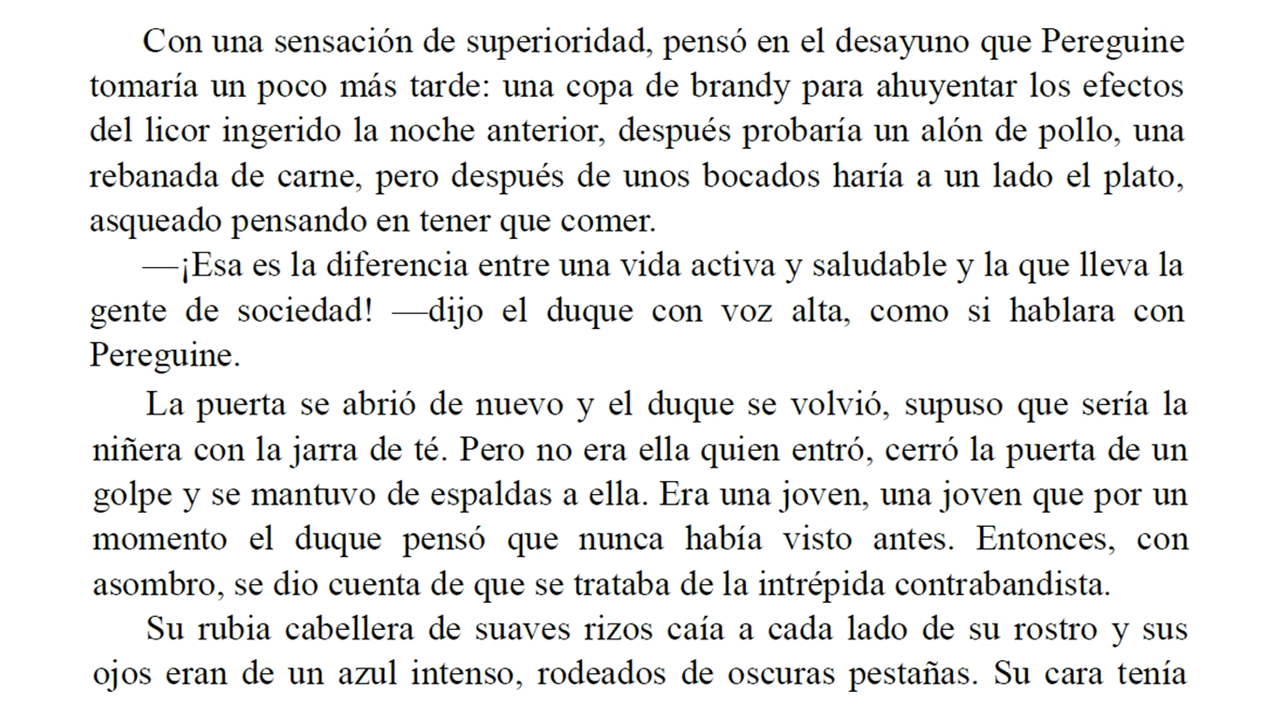 Con una sensación de superioridad, pensó en el desayuno que Pereguine
tomaría un poco más tarde: una copa de brandy para ahuyentar los efectos
del licor ingerido la noche anterior, después probaría un alón de pollo, una
rebanada de carne, pero después de unos bocados haría a un lado el plato,
asqueado pensando en tener que comer.
—¡Esa es la diferencia entre una vida activa y saludable y la que lleva la
gente de sociedad! —dijo el duque con voz alta, como si hablara con
Pereguine.
La puerta se abrió de nuevo y el duque se volvió, supuso que sería la
niñera con la jarra de té. Pero no era ella quien entró, cerró la puerta de un
golpe y se mantuvo de espaldas a ella. Era una joven, una joven que por un
momento el duque pensó que nunca había visto antes. Entonces, con
asombro, se dio cuenta de que se trataba de la intrépida contrabandista.
Su rubia cabellera de suaves rizos caía a cada lado de su rostro y sus
ojos eran de un azul intenso, rodeados de oscuras pestañas. Su cara tenía